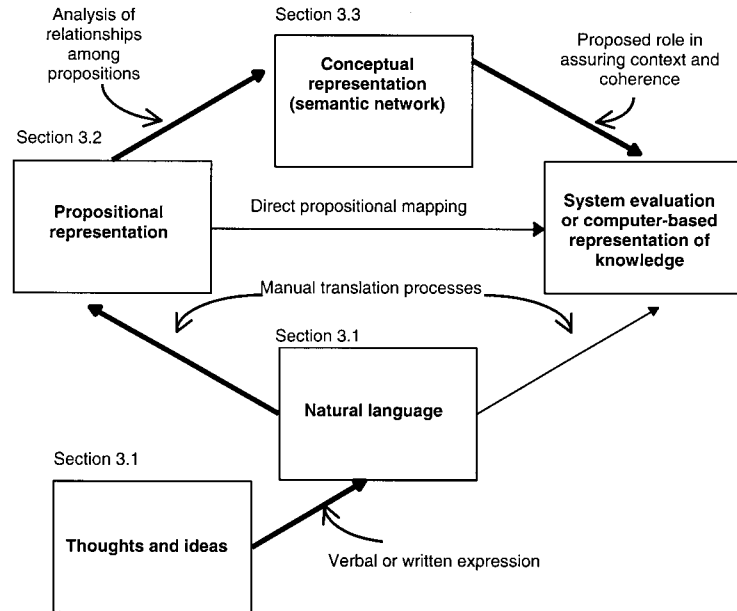 Analysis of
relationships
among
propositions
Section 3.3
Conceptual
representation
(semantic network)
Proposed role in
assuring context and
coherence
Section 3.2
Propositional
representation
Direct propositional mapping
System evaluation
or computer-based
representation of
knowledge
Manual translation processes
Section 3.1
Natural language
Section 3.1
Thoughts and ideas
Verbal or written expression